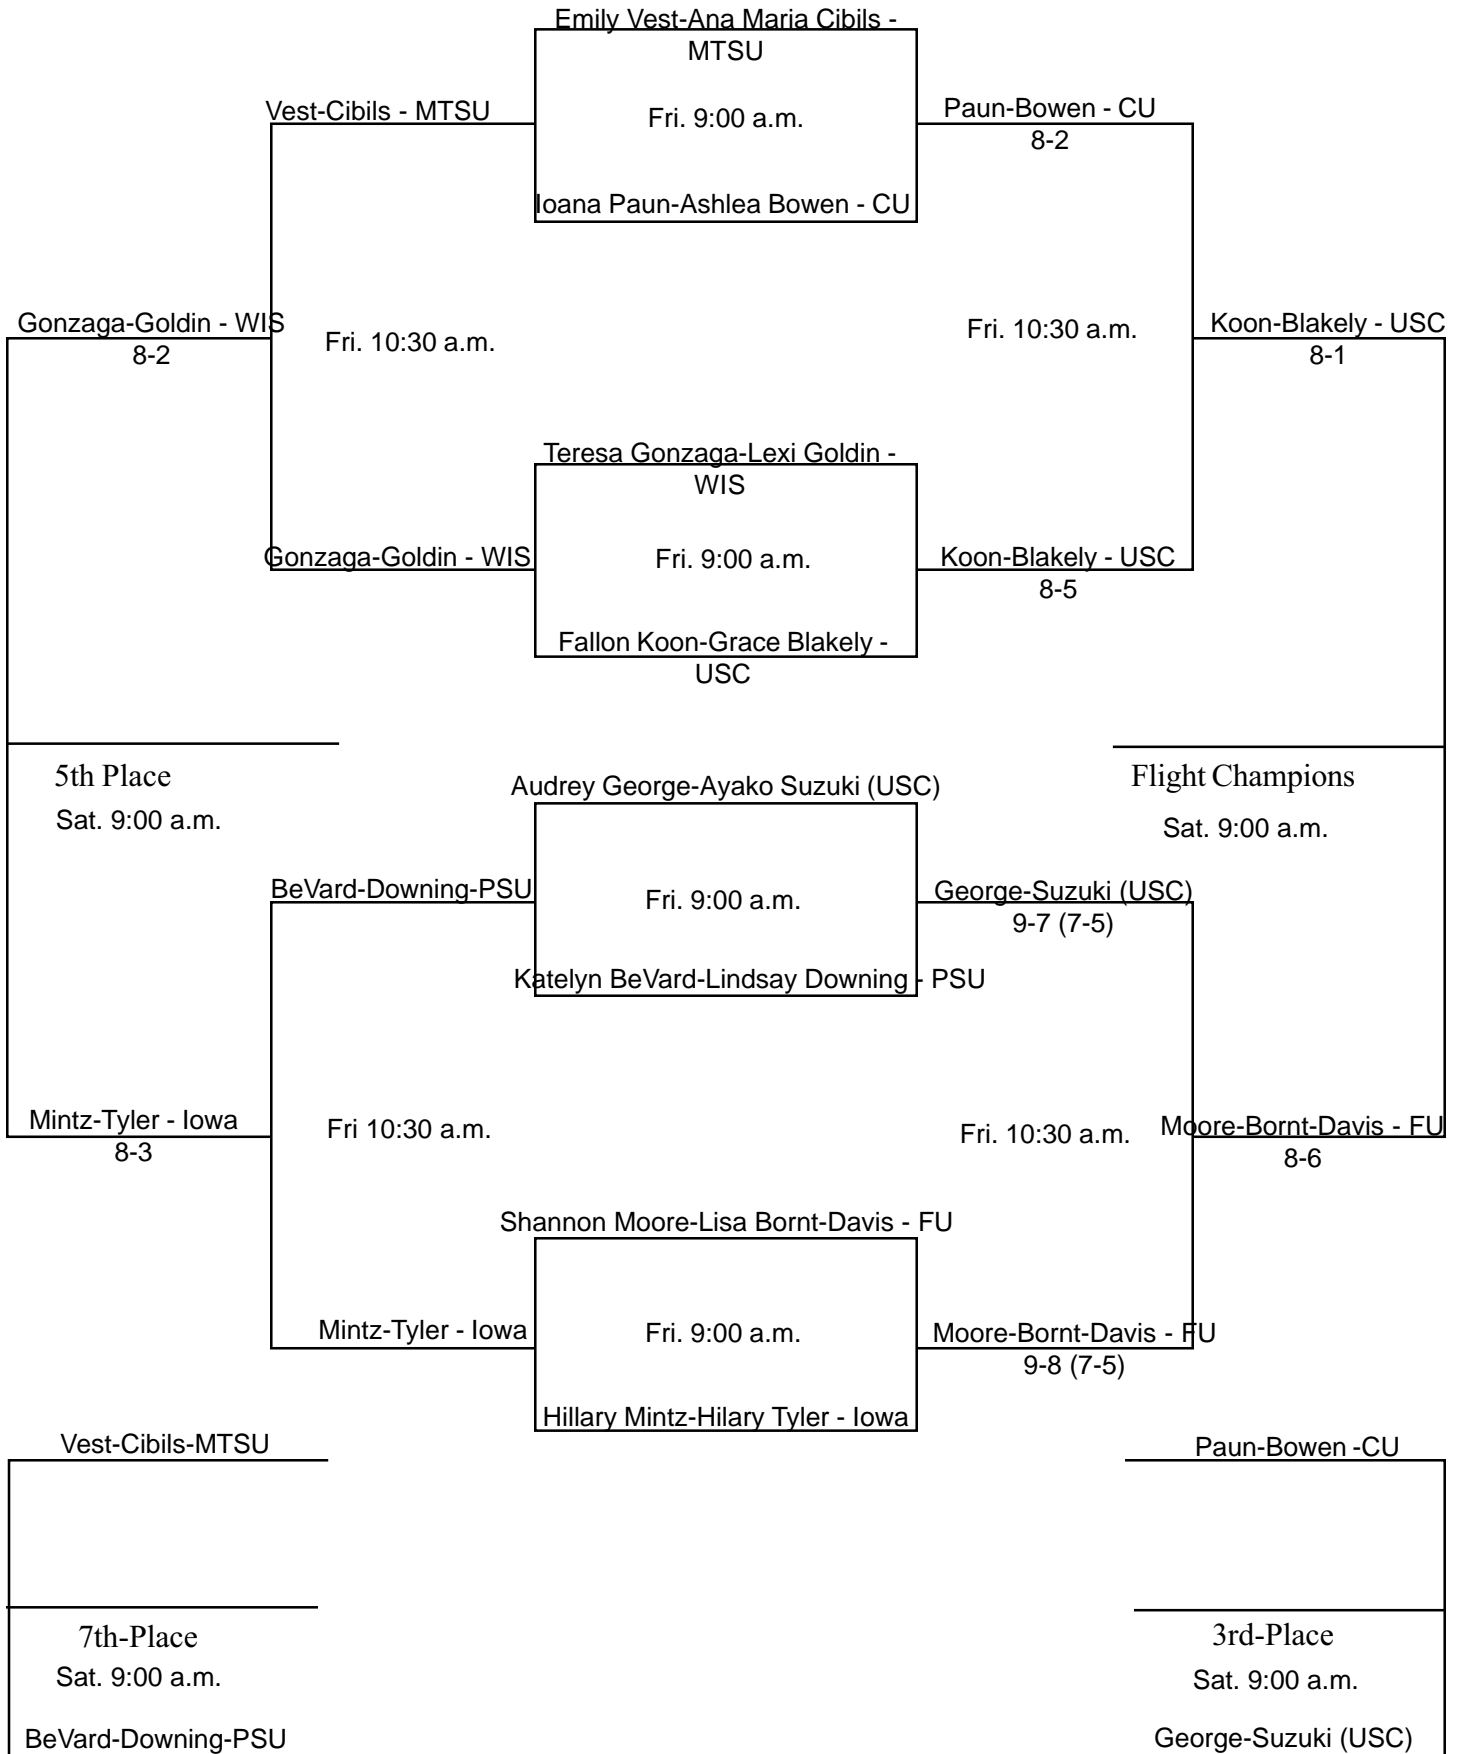 Emily Vest-Ana Maria Cibils -
MTSU
Vest-Cibils - MTSU
Fri. 9:00 a.m.
Paun-Bowen - CU
8-2
Ioana Paun-Ashlea Bowen - CU
Gonzaga-Goldin - WIS
8-2
Fri. 10:30 a.m.
Fri. 10:30 a.m.
Koon-Blakely - USC
8-1
Teresa Gonzaga-Lexi Goldin -
WIS
Gonzaga-Goldin - WIS
Fri. 9:00 a.m.
Koon-Blakely - USC
8-5
Fallon Koon-Grace Blakely -
USC
5th Place
Sat. 9:00 a.m.
Flight Champions
Sat. 9:00 a.m.
Audrey George-Ayako Suzuki (USC)
BeVard-Downing-PSU
Fri. 9:00 a.m.
George-Suzuki (USC)
9-7 (7-5)
Katelyn BeVard-Lindsay Downing - PSU
Mintz-Tyler - Iowa
8-3
Fri 10:30 a.m.
Fri. 10:30 a.m.
Moore-Bornt-Davis - FU
8-6
Shannon Moore-Lisa Bornt-Davis - FU
Mintz-Tyler - Iowa
Fri. 9:00 a.m.
Moore-Bornt-Davis - FU
9-8 (7-5)
Hillary Mintz-Hilary Tyler - Iowa
Vest-Cibils-MTSU
Paun-Bowen -CU
7th-Place
Sat. 9:00 a.m.
3rd-Place
Sat. 9:00 a.m.
BeVard-Downing-PSU
George-Suzuki (USC)